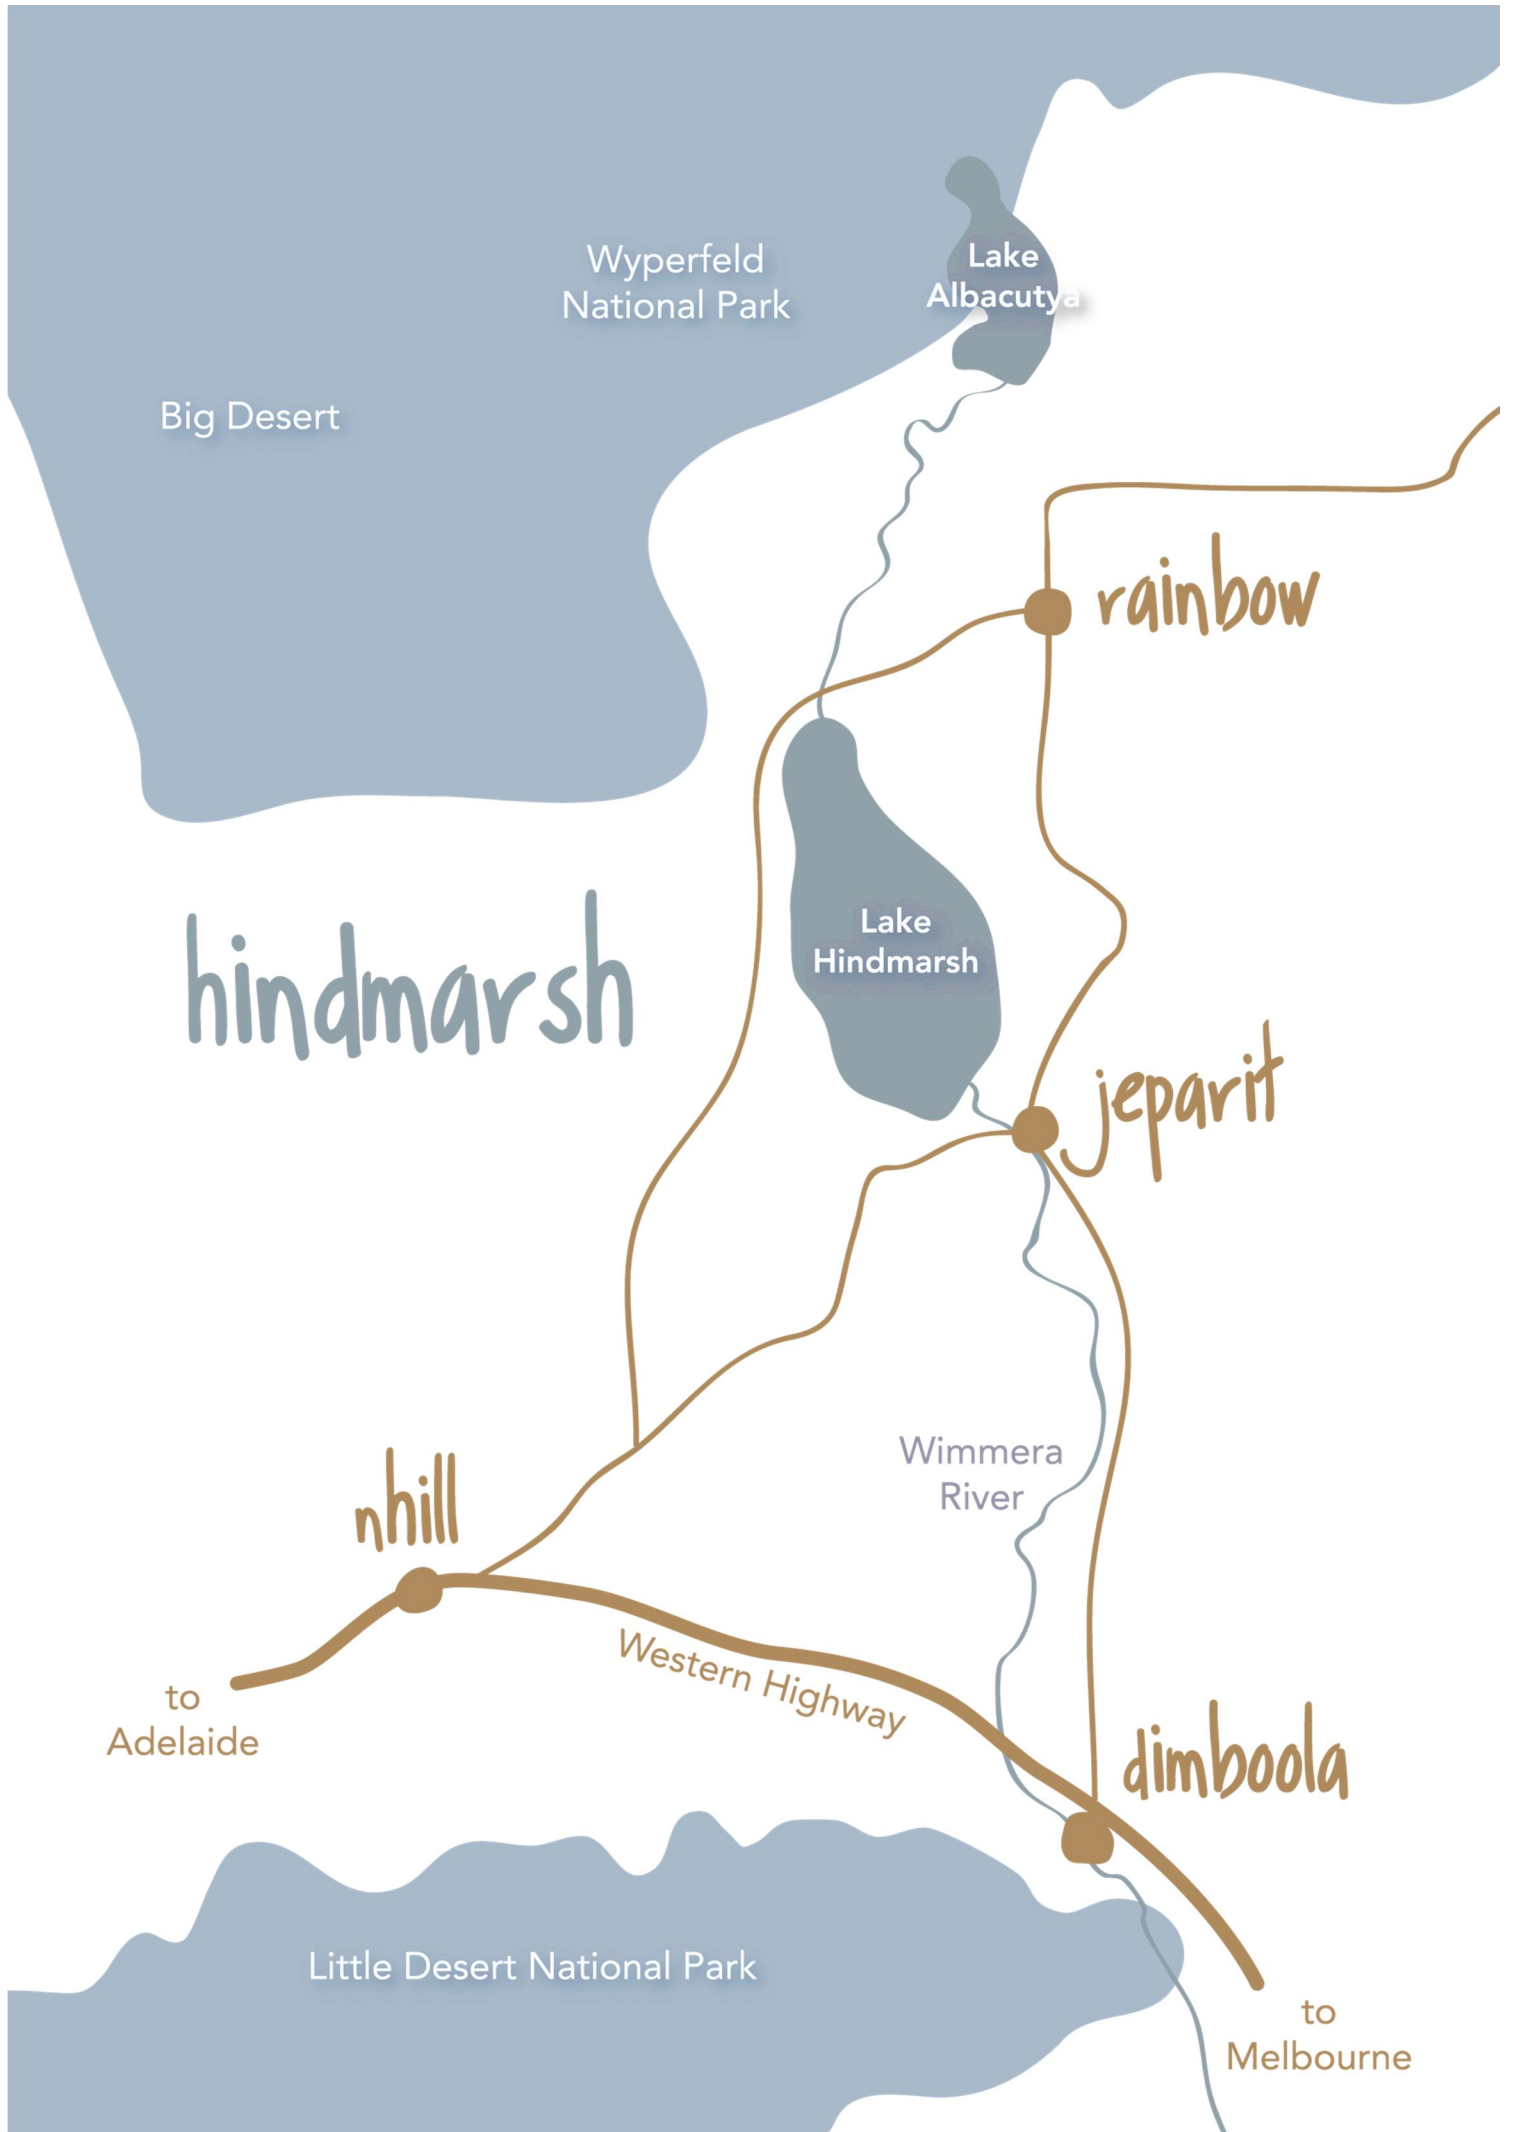 Lake
Albacutya
Wyperfeld
National Park
Big Desert
rainbow
Lake
Hindmarsh
hindmarsh
jeparit
Wimmera
River
nhill
Western Highway
to
Adelaide
dimboola
Little Desert National Park
to
Melbourne